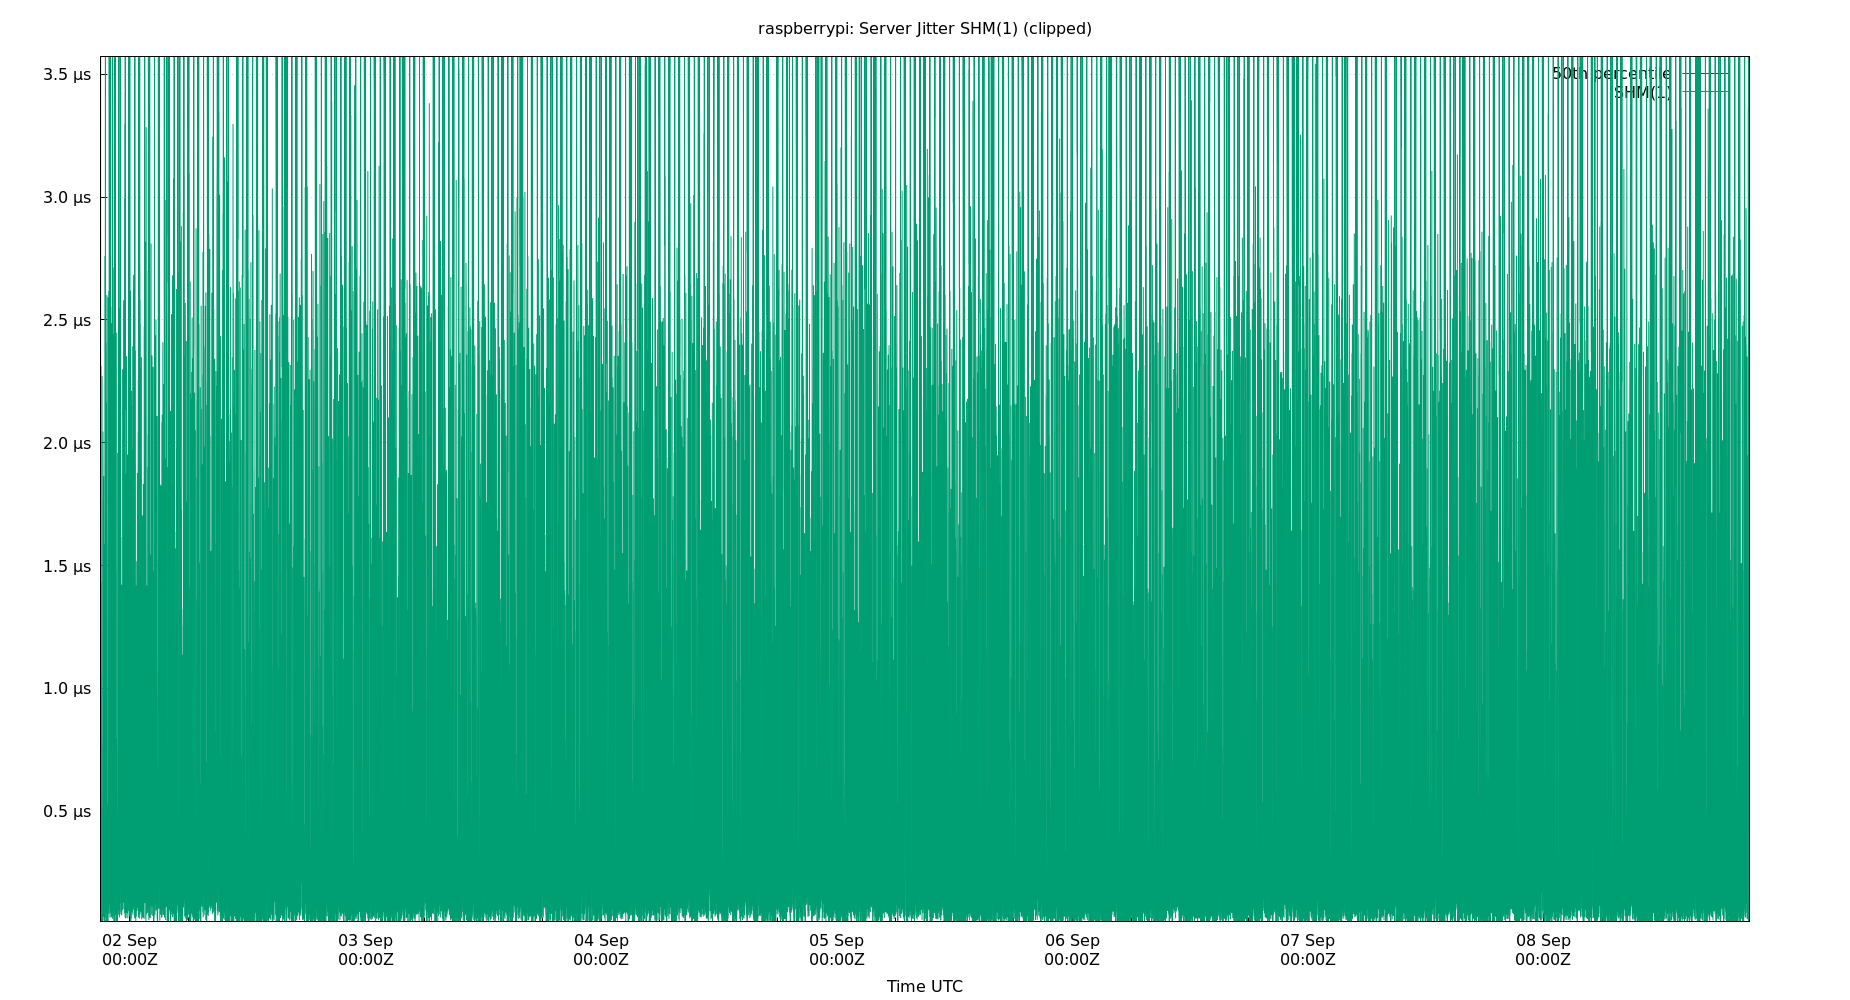 raspberrypi: Server Jitter SHM(1) (clipped)
50th percentile
SHM(1)
3.5 µs
3.0 µs
2.5 µs
2.0 µs
1.5 µs
1.0 µs
0.5 µs
02 Sep 03 Sep 04 Sep 05 Sep 06 Sep 07 Sep 08 Sep
00:00Z 00:00Z 00:00Z 00:00Z 00:00Z 00:00Z 00:00Z
Time UTC